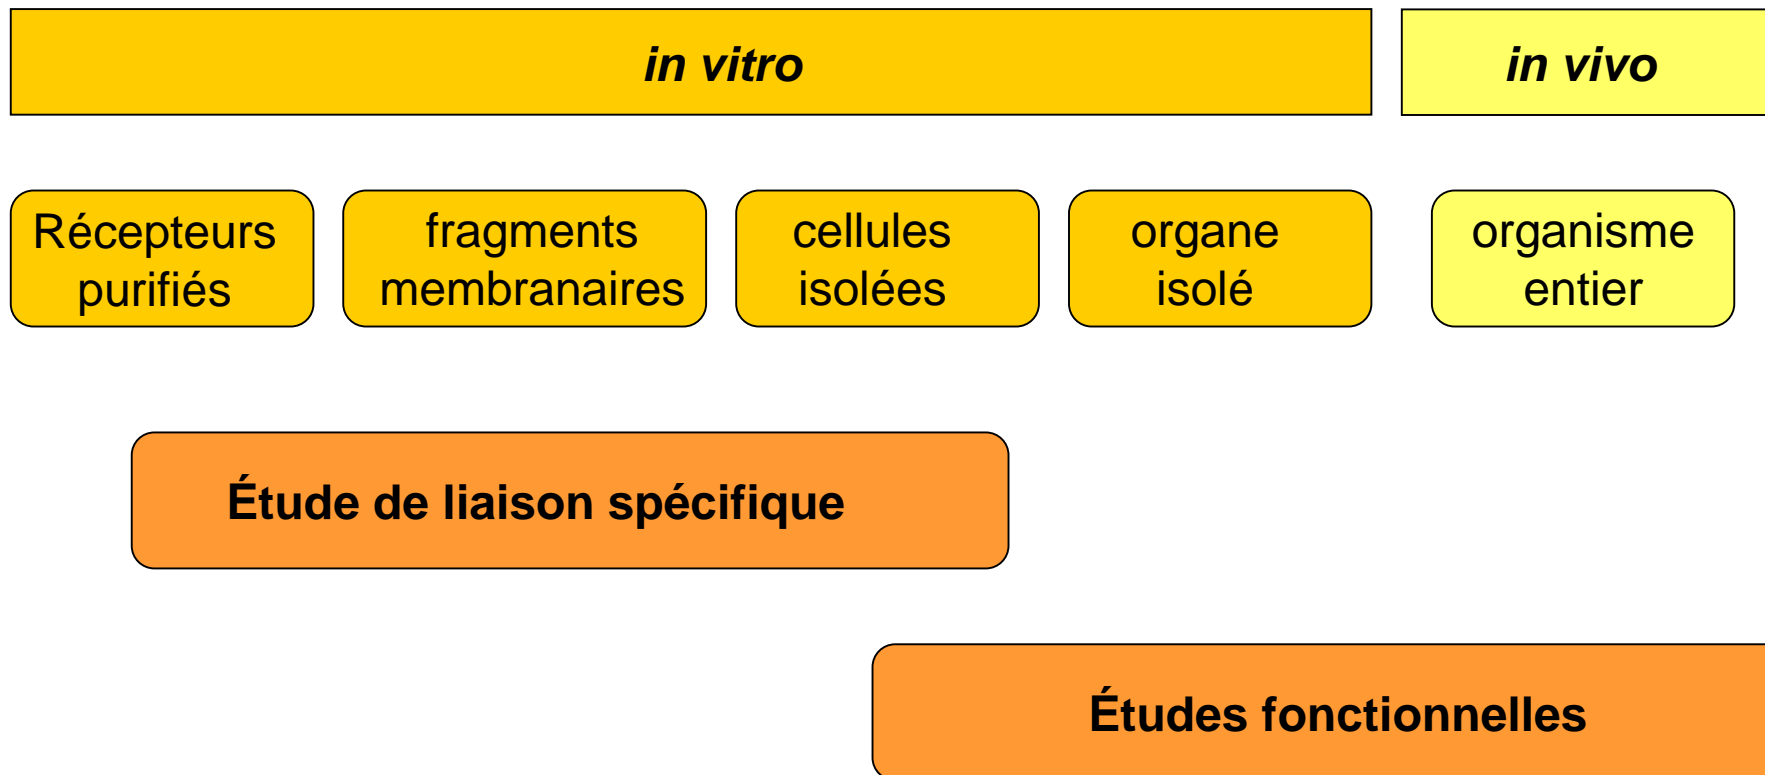 in vitro
in vivo
Récepteurs
purifiés
fragments
membranaires
cellules
isolées
organe
isolé
organisme
entier
Étude de liaison spécifique
Études fonctionnelles